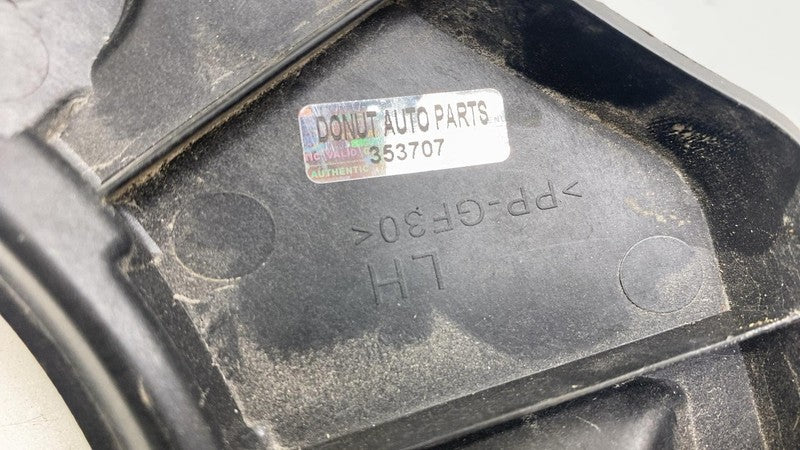 DONUT AUTO PARTS
353707
AUTHENTIC
>PP-GF30<
LH